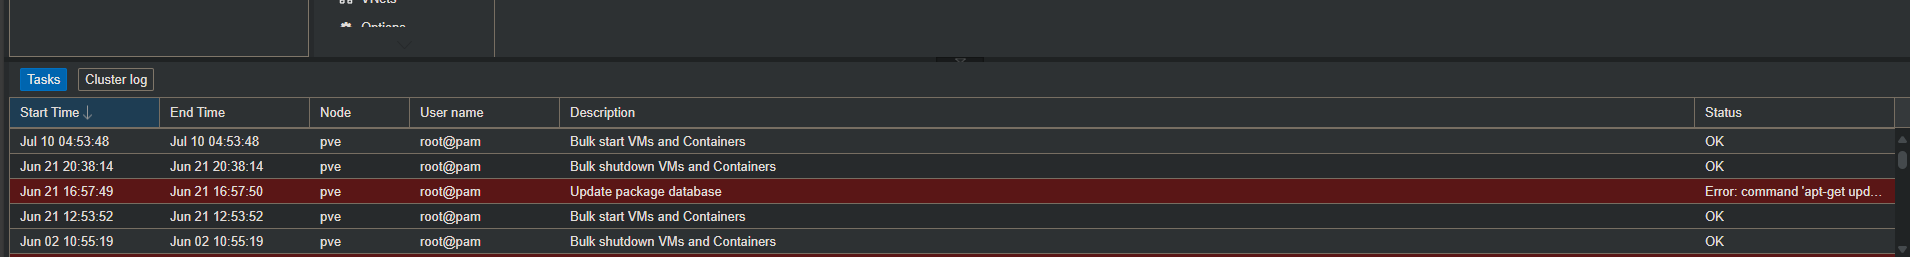 VNets
Options
Tasks Cluster log
Start Time End Time Node User name Description Status
Jul 10 04:53:48 Jul 10 04:53:48 pve root@pam Bulk start VMs and Containers OK
Jun 21 20:38:14 Jun 21 20:38:14 pve root@pam Bulk shutdown VMs and Containers OK
Jun 21 16:57:49 Jun 21 16:57:50 pve root@pam Update package database Error: command 'apt-get upd...
Jun 21 12:53:52 Jun 21 12:53:52 pve root@pam Bulk start VMs and Containers OK
Jun 02 10:55:19 Jun 02 10:55:19 pve root@pam Bulk shutdown VMs and Containers OK